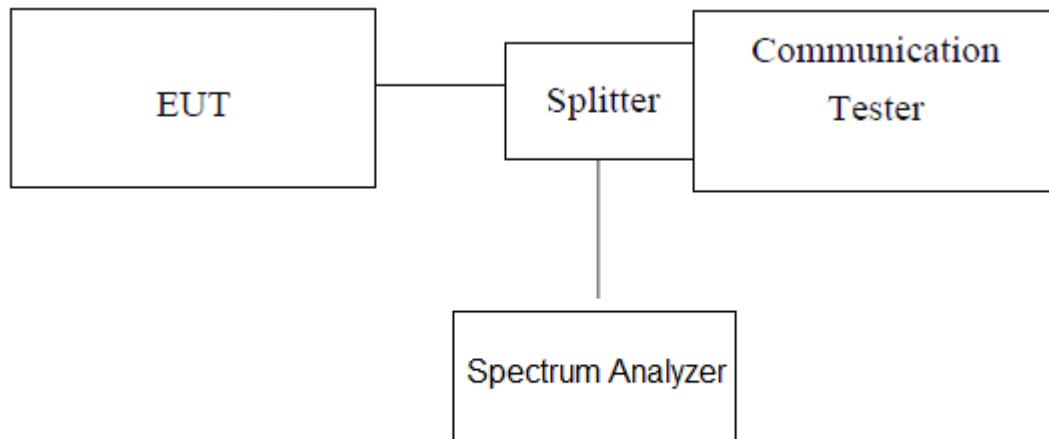 EUT
Splitter
Communication
Tester
Spectrum Analyzer